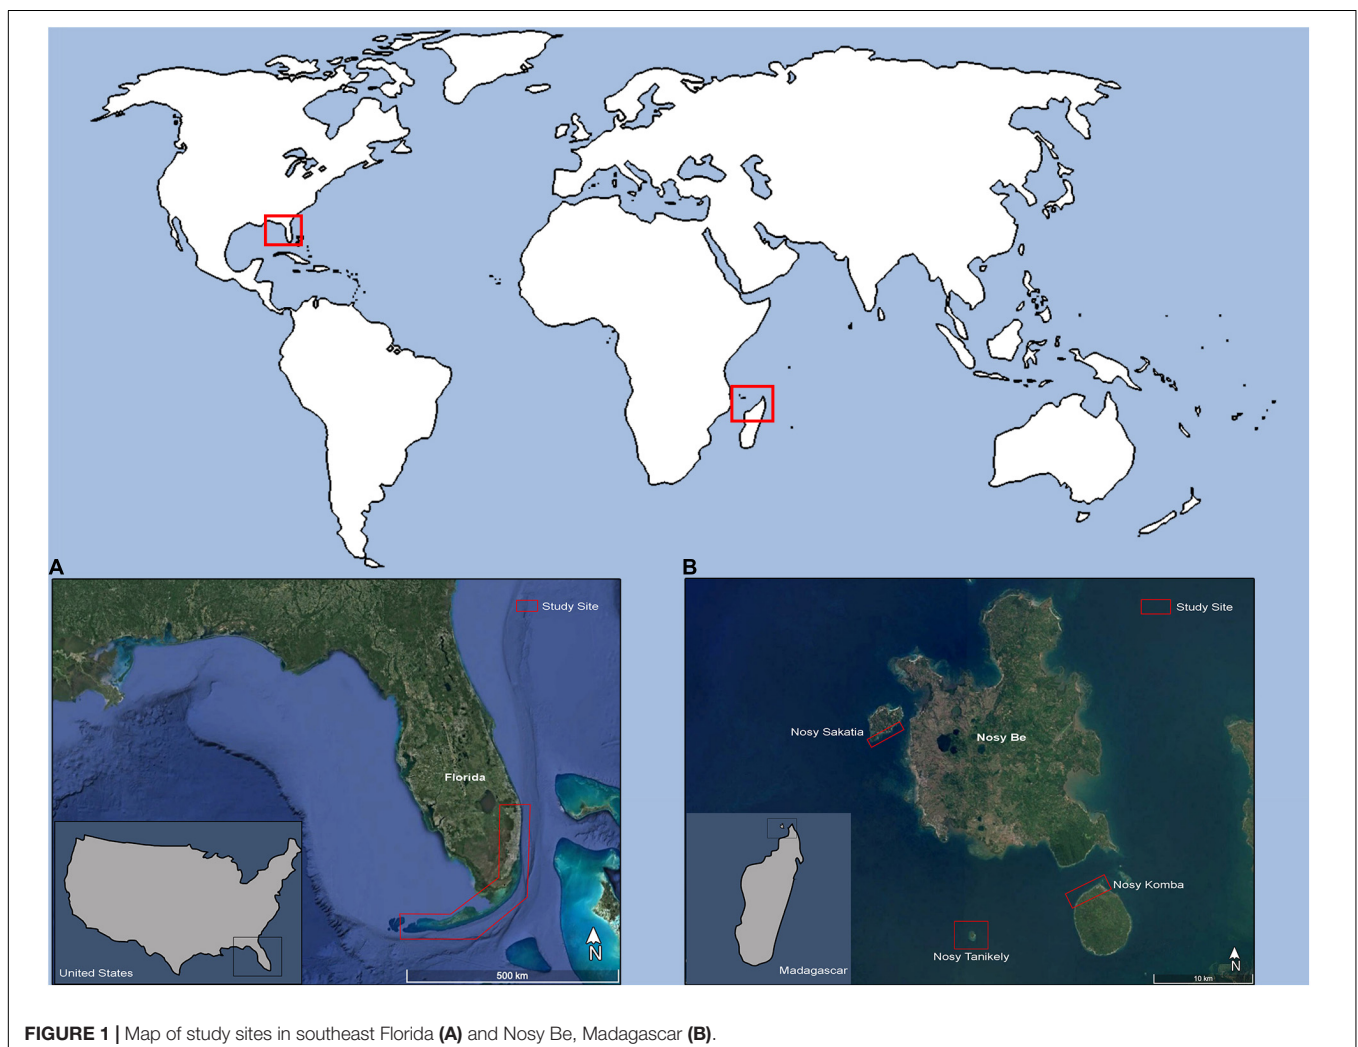 A
B
Study Site
Florida
United States
500 km
N
Study Site
Nosy Sakatia
Nosy Be
Nosy Komba
Nosy Tanikely
Madagascar
N
10 km
FIGURE 1 | Map of study sites in southeast Florida (A) and Nosy Be, Madagascar (B).